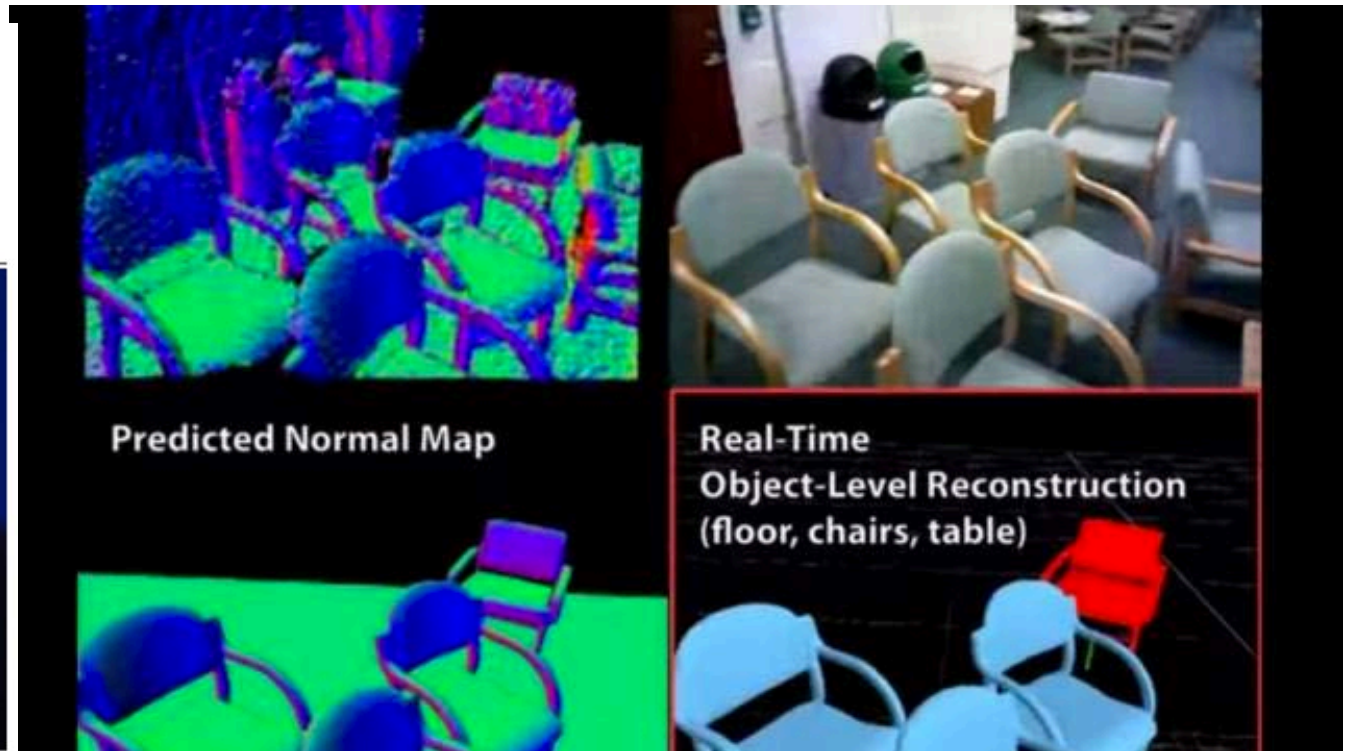 Predicted Normal Map
Real-Time
Object-Level Reconstruction
(floor, chairs, table)